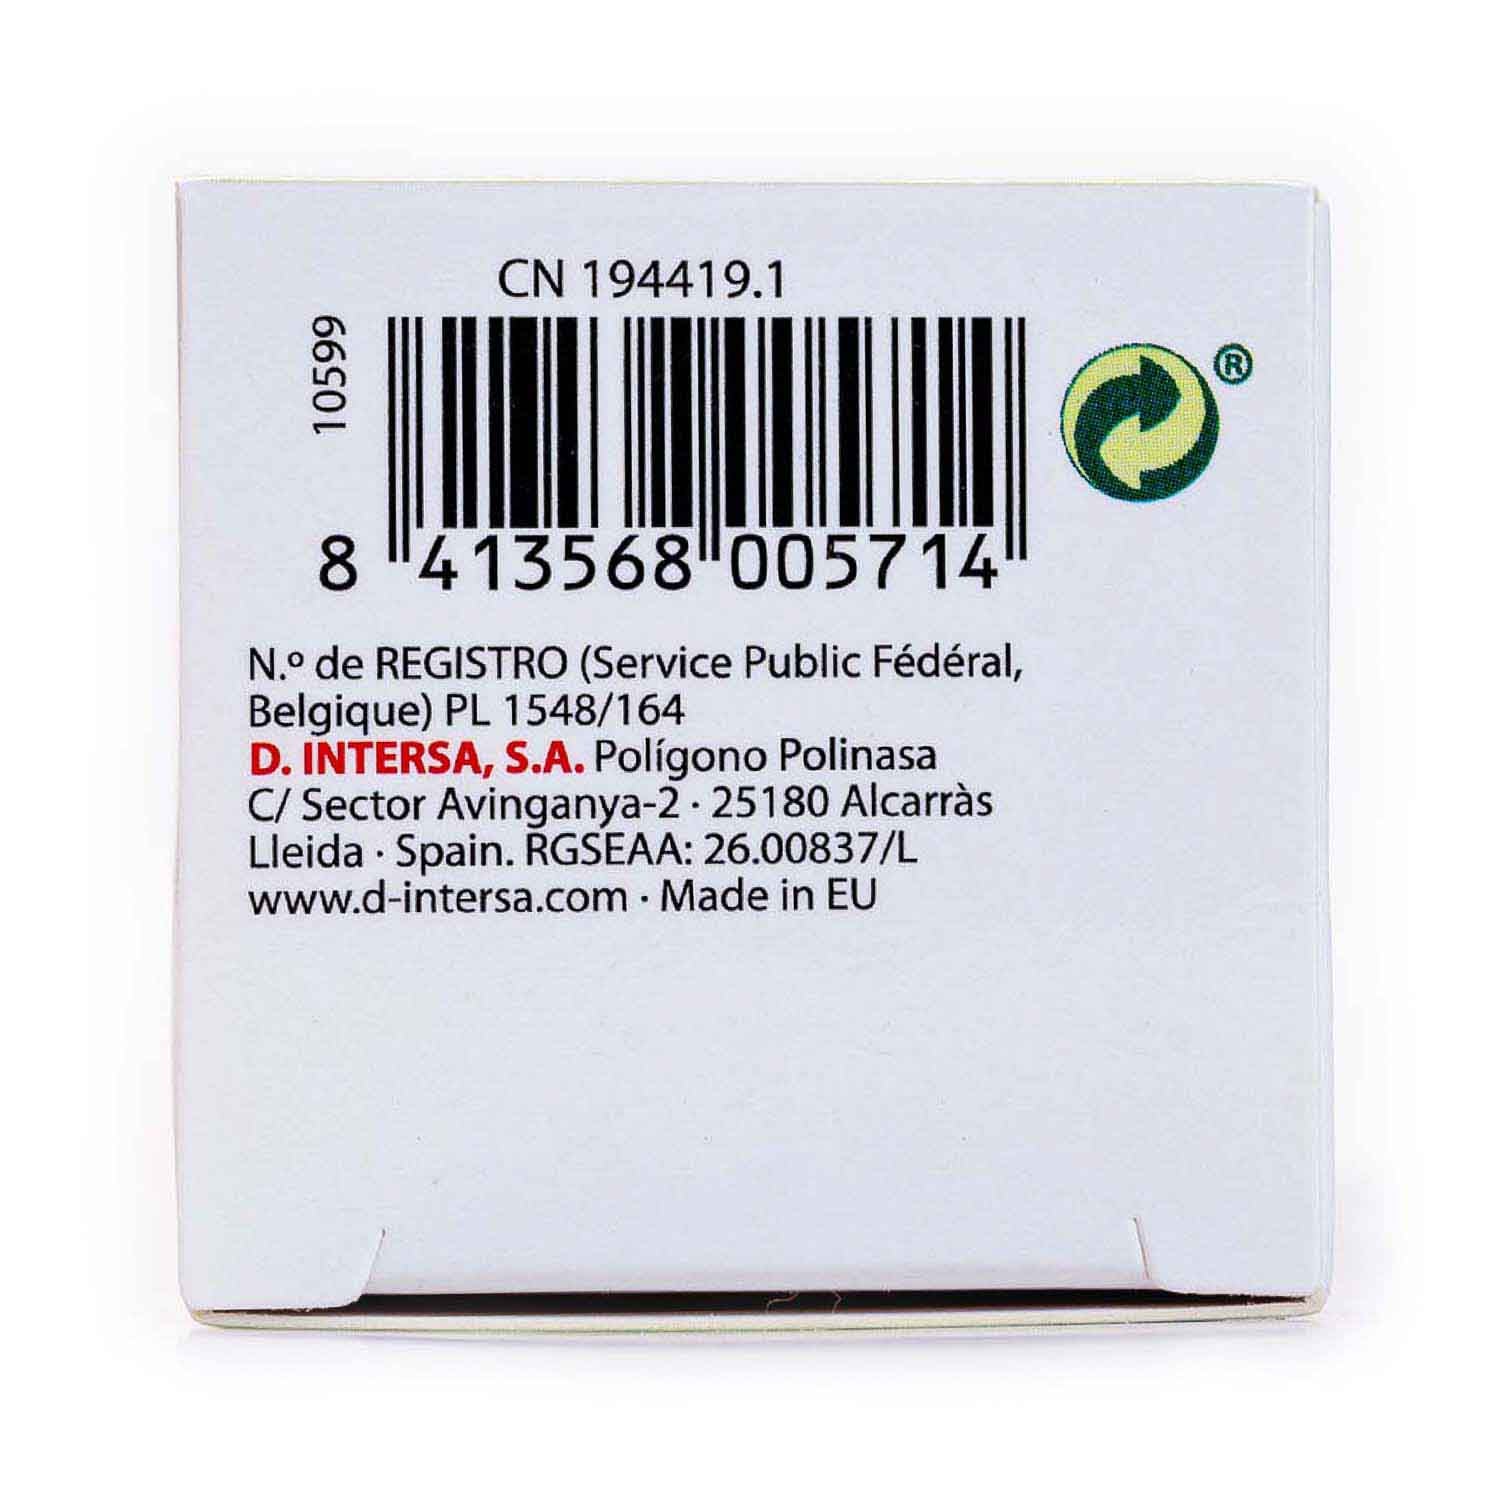 CN 194419.1
10599
8 413568 005714
®
N.º de REGISTRO (Service Public Fédéral,
Belgique) PL 1548/164
D. INTERSA, S.A. Polígono Polinasa
C/ Sector Avinganya-2 · 25180 Alcarràs
Lleida · Spain. RGSEAA: 26.00837/L
www.d-intersa.com · Made in EU